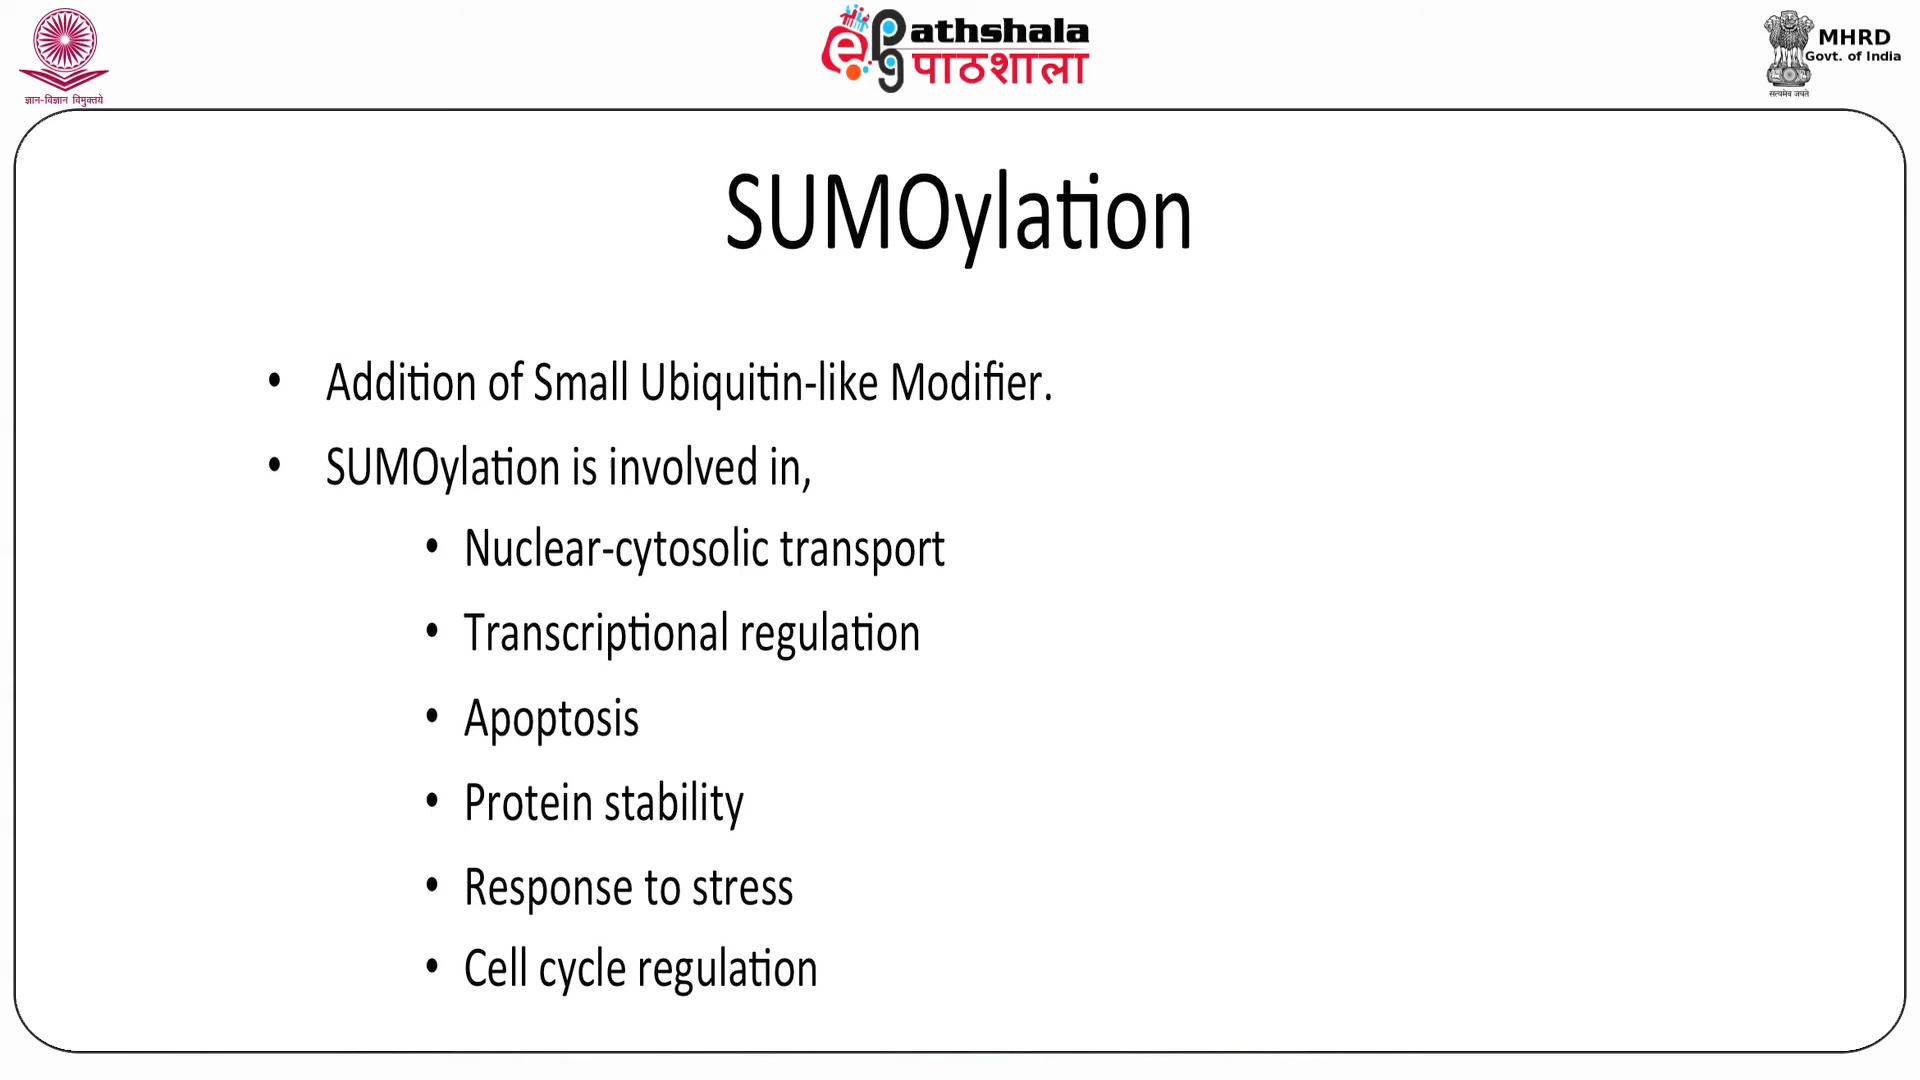 ज्ञान-विज्ञान विमुक्तये
ePGathshala
पाठशाला
MHRD
Govt. of India
सत्यमेव जयते
SUMOylation
• Addition of Small Ubiquitin-like Modifier.
• SUMOylation is involved in,
• Nuclear-cytosolic transport
• Transcriptional regulation
• Apoptosis
• Protein stability
• Response to stress
• Cell cycle regulation